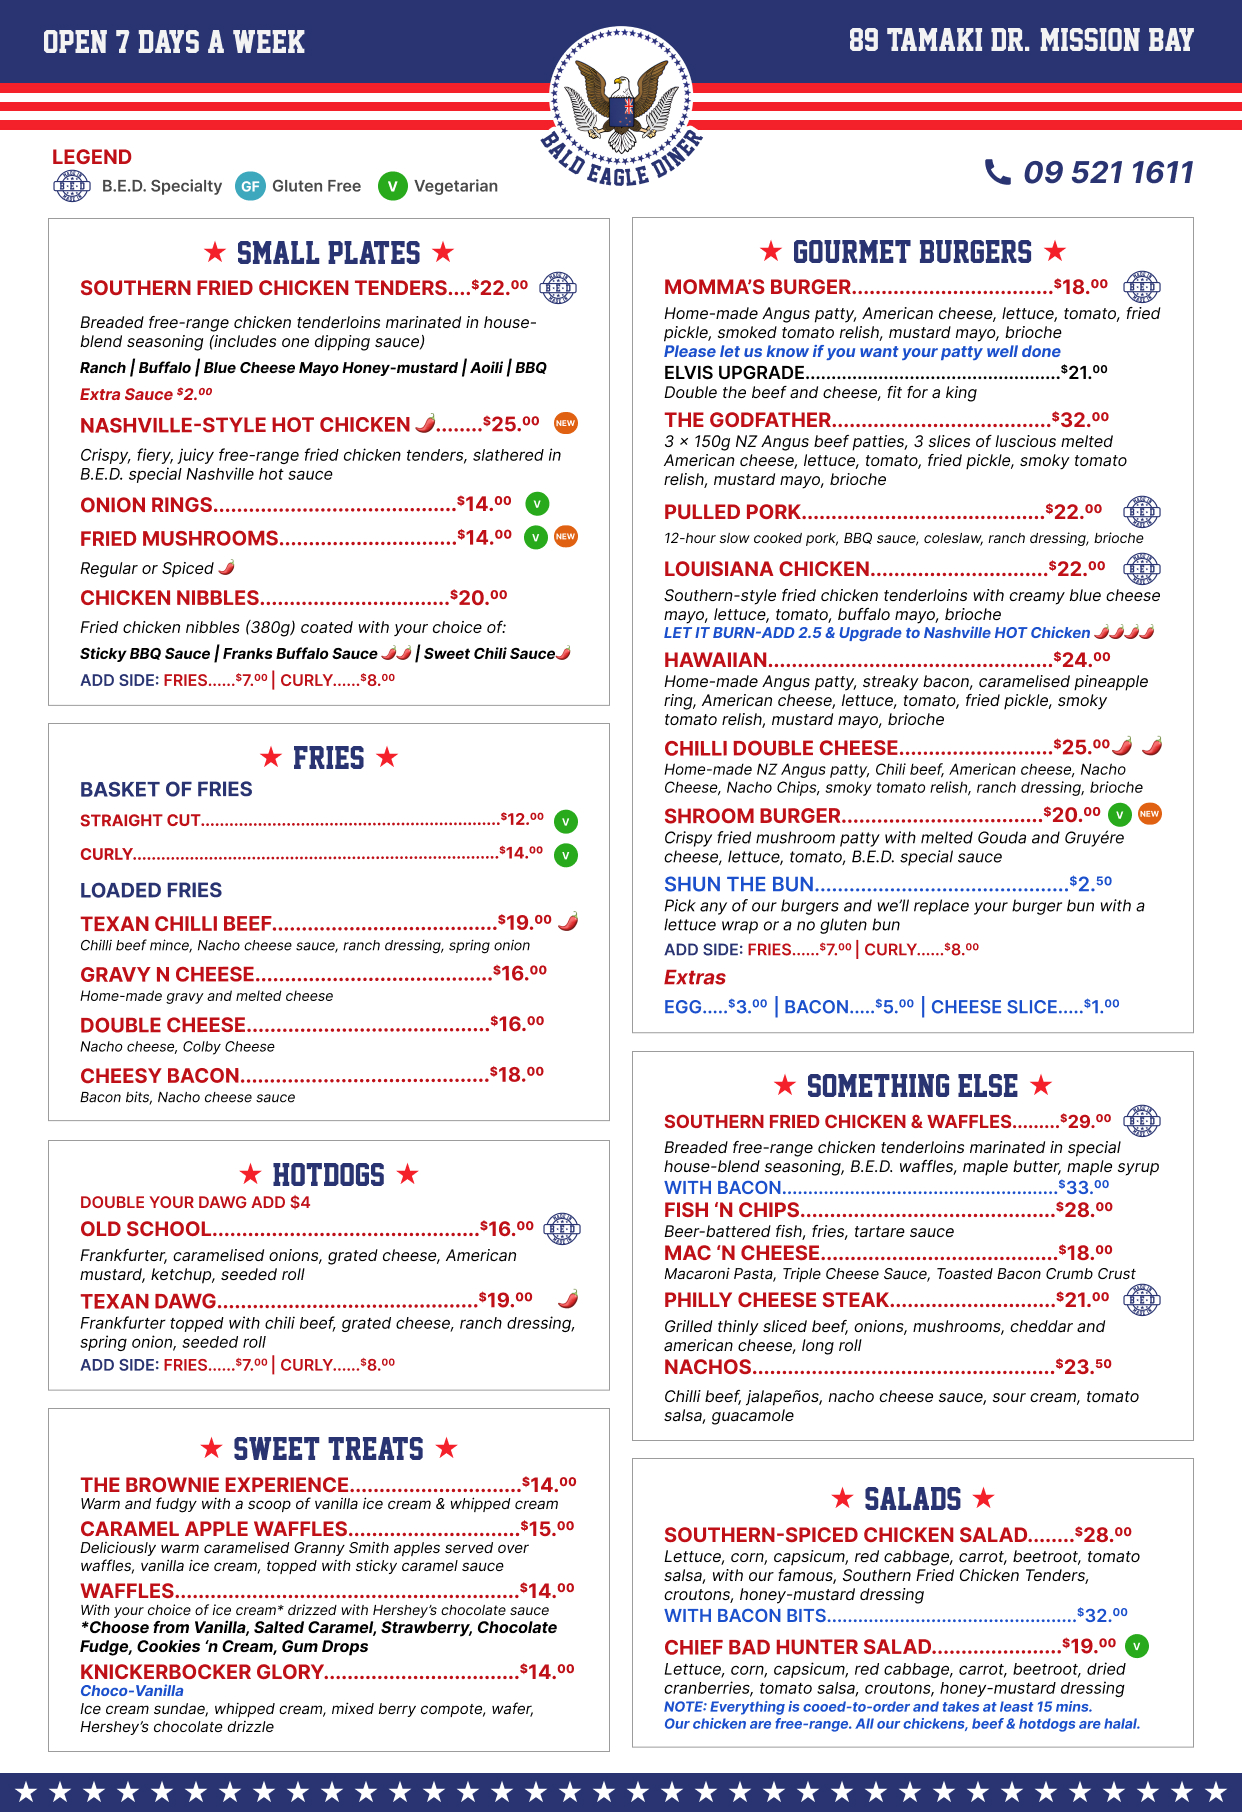 OPEN 7 DAYS A WEEK
89 TAMAKI DR. MISSION BAY
BALD EAGLE DINER
LEGEND
B.E.D. Specialty GF Gluten Free V Vegetarian
09 521 1611
SMALL PLATES
SOUTHERN FRIED CHICKEN TENDERS....$22.00 B·E·D
Breaded free-range chicken tenderloins marinated in house-
blend seasoning (includes one dipping sauce)
Ranch | Buffalo | Blue Cheese Mayo Honey-mustard | Aoili | BBQ
Extra Sauce $2.00
NASHVILLE-STYLE HOT CHICKEN ........$25.00 NEW
Crispy, fiery, juicy free-range fried chicken tenders, slathered in
B.E.D. special Nashville hot sauce
ONION RINGS.........................................$14.00 V
FRIED MUSHROOMS..............................$14.00 V NEW
Regular or Spiced
CHICKEN NIBBLES................................$20.00
Fried chicken nibbles (380g) coated with your choice of:
Sticky BBQ Sauce | Franks Buffalo Sauce | Sweet Chili Sauce
ADD SIDE: FRIES......$7.00 | CURLY......$8.00
FRIES
BASKET OF FRIES
STRAIGHT CUT...............................................................$12.00 V
CURLY.............................................................................$14.00 V
LOADED FRIES
TEXAN CHILLI BEEF......................................$19.00
Chilli beef mince, Nacho cheese sauce, ranch dressing, spring onion
GRAVY N CHEESE........................................$16.00
Home-made gravy and melted cheese
DOUBLE CHEESE.........................................$16.00
Nacho cheese, Colby Cheese
CHEESY BACON..........................................$18.00
Bacon bits, Nacho cheese sauce
HOTDOGS
DOUBLE YOUR DAWG ADD $4
OLD SCHOOL.............................................$16.00 B·E·D
Frankfurter, caramelised onions, grated cheese, American
mustard, ketchup, seeded roll
TEXAN DAWG............................................$19.00
Frankfurter topped with chili beef, grated cheese, ranch dressing,
spring onion, seeded roll
ADD SIDE: FRIES......$7.00 | CURLY......$8.00
SWEET TREATS
THE BROWNIE EXPERIENCE.............................$14.00
Warm and fudgy with a scoop of vanilla ice cream & whipped cream
CARAMEL APPLE WAFFLES.............................$15.00
Deliciously warm caramelised Granny Smith apples served over
waffles, vanilla ice cream, topped with sticky caramel sauce
WAFFLES..........................................................$14.00
With your choice of ice cream* drizzed with Hershey's chocolate sauce
*Choose from Vanilla, Salted Caramel, Strawberry, Chocolate
Fudge, Cookies 'n Cream, Gum Drops
KNICKERBOCKER GLORY.................................$14.00
Choco-Vanilla
Ice cream sundae, whipped cream, mixed berry compote, wafer,
Hershey's chocolate drizzle
GOURMET BURGERS
MOMMA'S BURGER..................................$18.00 B·E·D
Home-made Angus patty, American cheese, lettuce, tomato, fried
pickle, smoked tomato relish, mustard mayo, brioche
Please let us know if you want your patty well done
ELVIS UPGRADE..............................................$21.00
Double the beef and cheese, fit for a king
THE GODFATHER.....................................$32.00
3 × 150g NZ Angus beef patties, 3 slices of luscious melted
American cheese, lettuce, tomato, fried pickle, smoky tomato
relish, mustard mayo, brioche
PULLED PORK.........................................$22.00 B·E·D
12-hour slow cooked pork, BBQ sauce, coleslaw, ranch dressing, brioche
LOUISIANA CHICKEN..............................$22.00 B·E·D
Southern-style fried chicken tenderloins with creamy blue cheese
mayo, lettuce, tomato, buffalo mayo, brioche
LET IT BURN-ADD 2.5 & Upgrade to Nashville HOT Chicken
HAWAIIAN................................................$24.00
Home-made Angus patty, streaky bacon, caramelised pineapple
ring, American cheese, lettuce, tomato, fried pickle, smoky
tomato relish, mustard mayo, brioche
CHILLI DOUBLE CHEESE..........................$25.00
Home-made NZ Angus patty, Chili beef, American cheese, Nacho
Cheese, Nacho Chips, smoky tomato relish, ranch dressing, brioche
SHROOM BURGER..................................$20.00 V NEW
Crispy fried mushroom patty with melted Gouda and Gruyére
cheese, lettuce, tomato, B.E.D. special sauce
SHUN THE BUN...........................................$2.50
Pick any of our burgers and we'll replace your burger bun with a
lettuce wrap or a no gluten bun
ADD SIDE: FRIES......$7.00 | CURLY......$8.00
Extras
EGG.....$3.00 | BACON.....$5.00 | CHEESE SLICE.....$1.00
SOMETHING ELSE
SOUTHERN FRIED CHICKEN & WAFFLES.........$29.00 B·E·D
Breaded free-range chicken tenderloins marinated in special
house-blend seasoning, B.E.D. waffles, maple butter, maple syrup
WITH BACON..................................................$33.00
FISH 'N CHIPS...........................................$28.00
Beer-battered fish, fries, tartare sauce
MAC 'N CHEESE........................................$18.00
Macaroni Pasta, Triple Cheese Sauce, Toasted Bacon Crumb Crust
PHILLY CHEESE STEAK............................$21.00 B·E·D
Grilled thinly sliced beef, onions, mushrooms, cheddar and
american cheese, long roll
NACHOS...................................................$23.50
Chilli beef, jalapeños, nacho cheese sauce, sour cream, tomato
salsa, guacamole
SALADS
SOUTHERN-SPICED CHICKEN SALAD........$28.00
Lettuce, corn, capsicum, red cabbage, carrot, beetroot, tomato
salsa, with our famous, Southern Fried Chicken Tenders,
croutons, honey-mustard dressing
WITH BACON BITS.............................................$32.00
CHIEF BAD HUNTER SALAD......................$19.00 V
Lettuce, corn, capsicum, red cabbage, carrot, beetroot, dried
cranberries, tomato salsa, croutons, honey-mustard dressing
NOTE: Everything is cooed-to-order and takes at least 15 mins.
Our chicken are free-range. All our chickens, beef & hotdogs are halal.